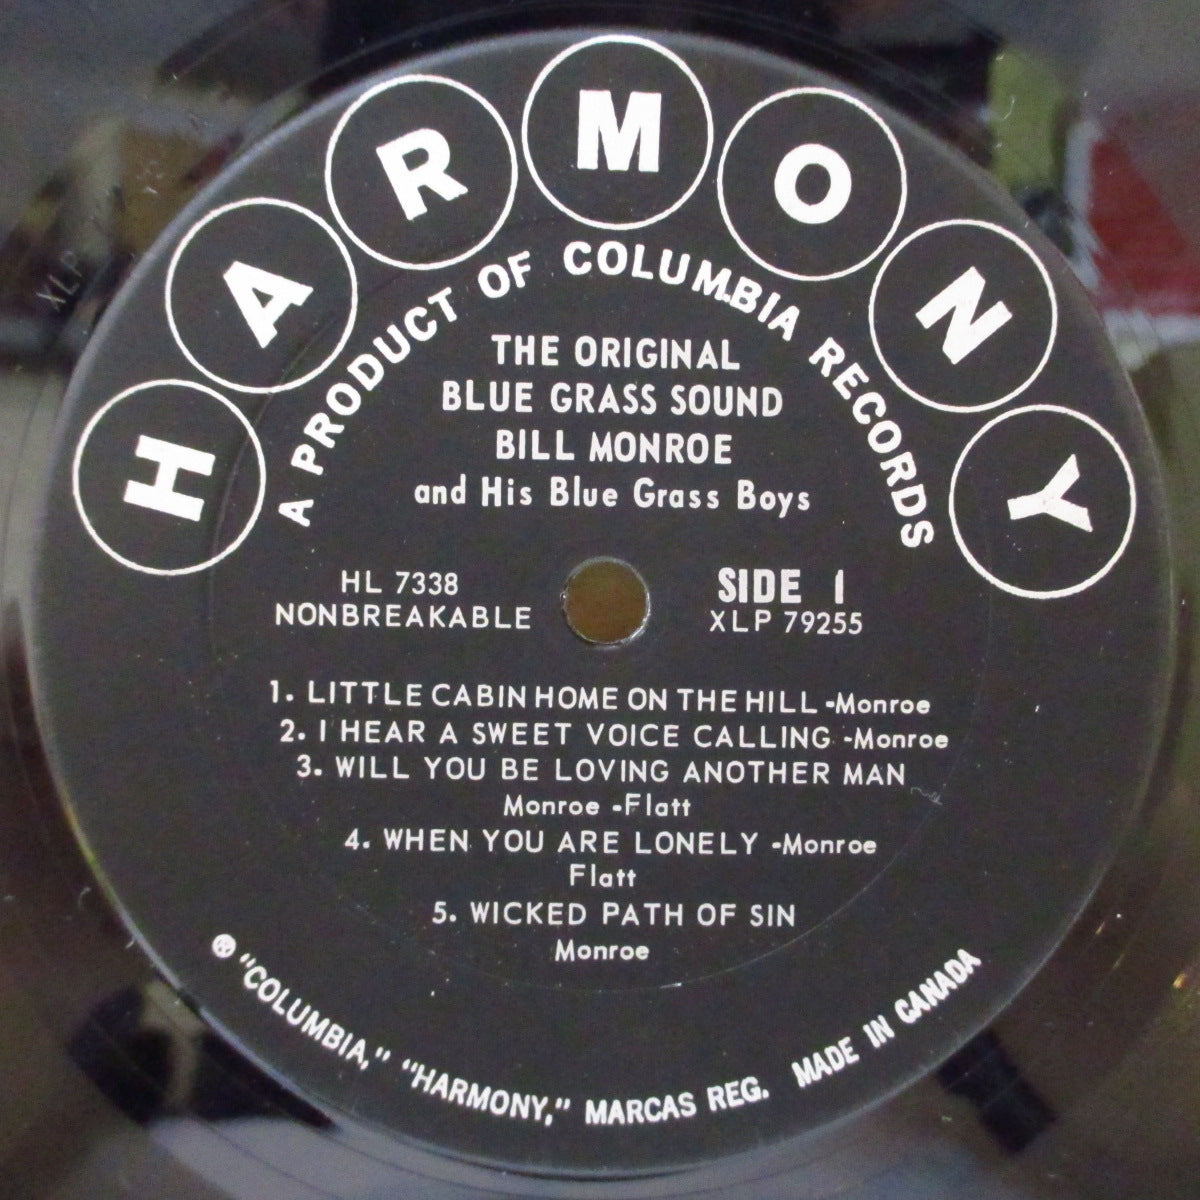 HARMONY
A PRODUCT OF COLUMBIA RECORDS
THE ORIGINAL
BLUE GRASS SOUND
BILL MONROE
and His Blue Grass Boys
HL 7338
NONBREAKABLE
SIDE 1
XLP 79255
1. LITTLE CABIN HOME ON THE HILL -Monroe
2. I HEAR A SWEET VOICE CALLING -Monroe
3. WILL YOU BE LOVING ANOTHER MAN
Monroe -Flatt
4. WHEN YOU ARE LONELY -Monroe
Flatt
5. WICKED PATH OF SIN
Monroe
® "COLUMBIA," "HARMONY," MARCAS REG. MADE IN CANADA
XLP